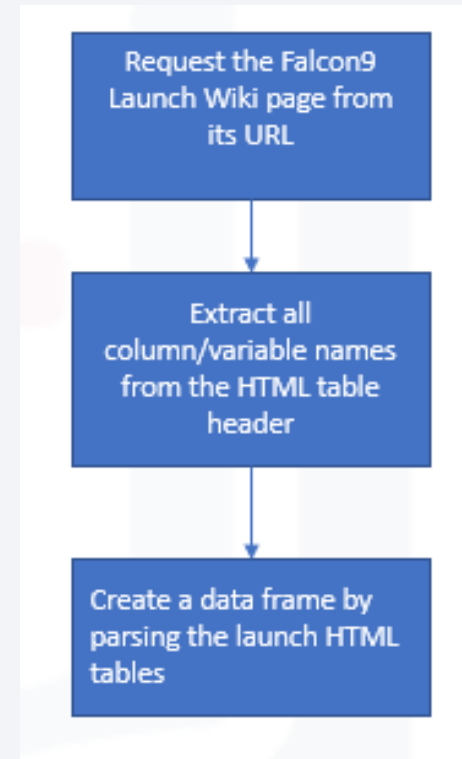 Request the Falcon9
Launch Wiki page from
its URL
Extract all
column/variable names
from the HTML table
header
Create a data frame by
parsing the launch HTML
tables